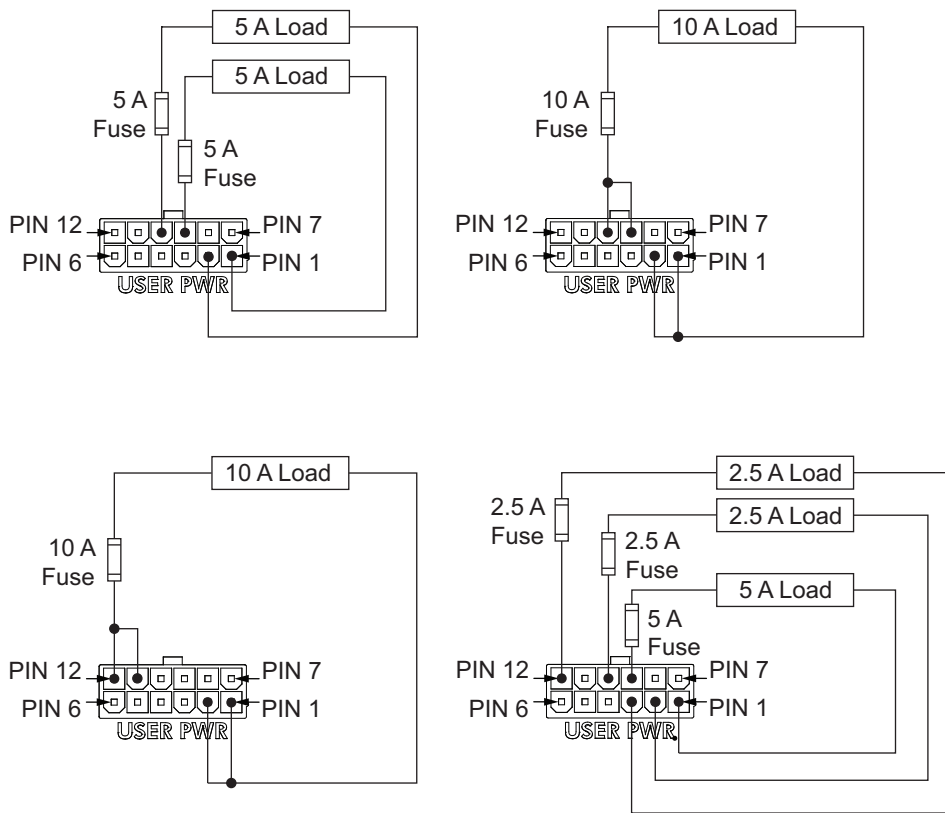 5 A Load
5 A Load
5 A
Fuse
5 A
Fuse
PIN 12
PIN 7
PIN 6
PIN 1
USER PWR
10 A Load
10 A
Fuse
PIN 12
PIN 7
PIN 6
PIN 1
USER PWR
10 A Load
10 A
Fuse
PIN 12
PIN 7
PIN 6
PIN 1
USER PWR
2.5 A Load
2.5 A Load
2.5 A
Fuse
2.5 A
Fuse
5 A Load
5 A
Fuse
PIN 12
PIN 7
PIN 6
PIN 1
USER PWR